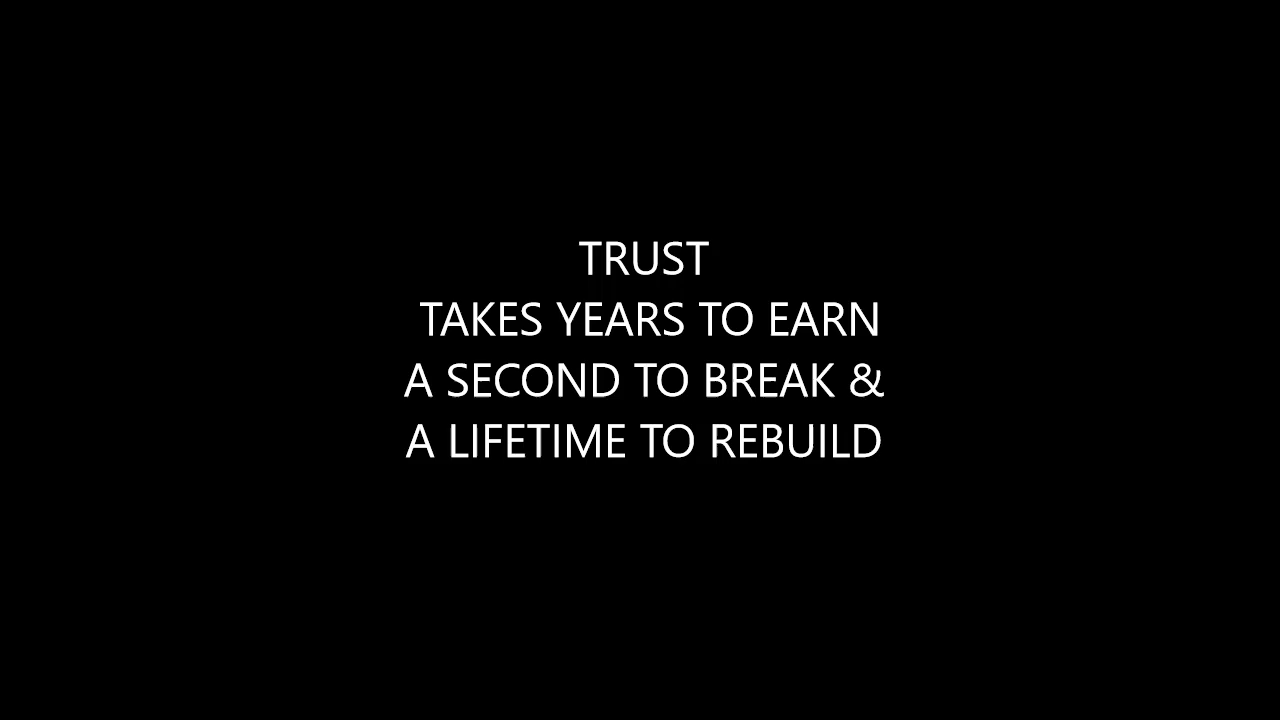 TRUST
TAKES YEARS TO EARN
A SECOND TO BREAK &
A LIFETIME TO REBUILD